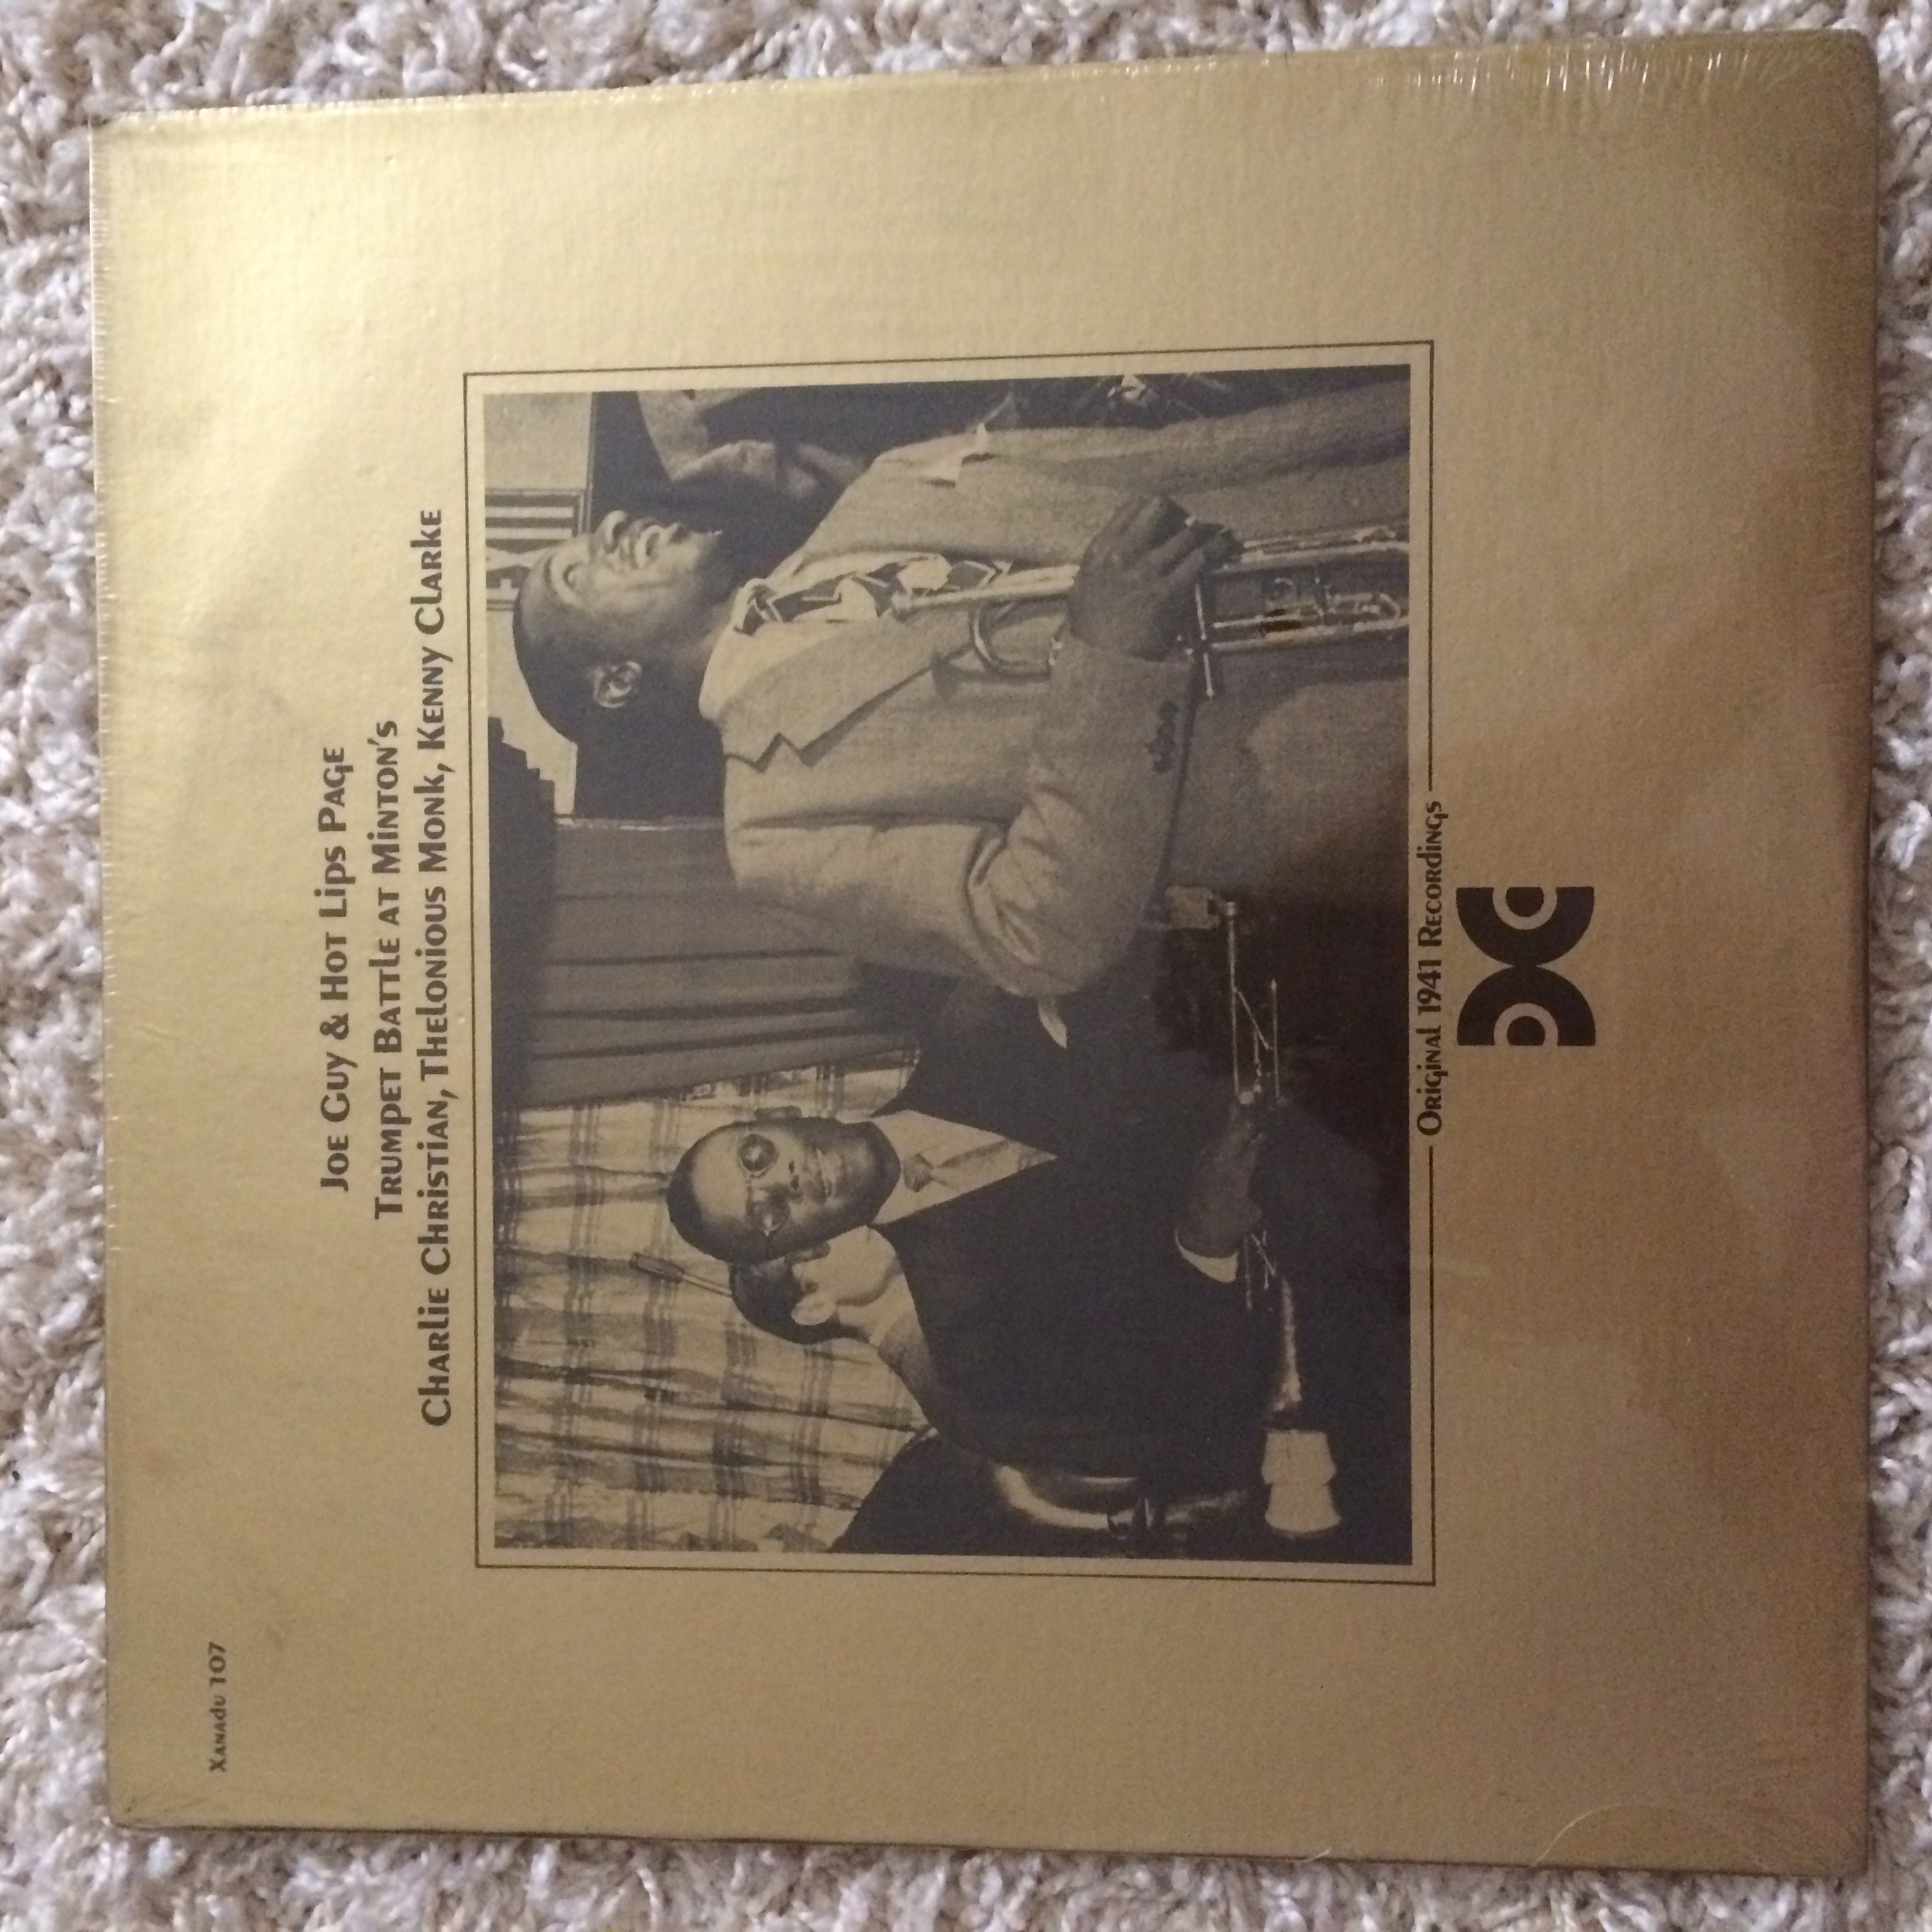 Xanadu 107
Joe Guy & Hot Lips Page
Trumpet Battle at Minton's
Charlie Christian, Thelonious Monk, Kenny Clarke
Original 1941 Recordings